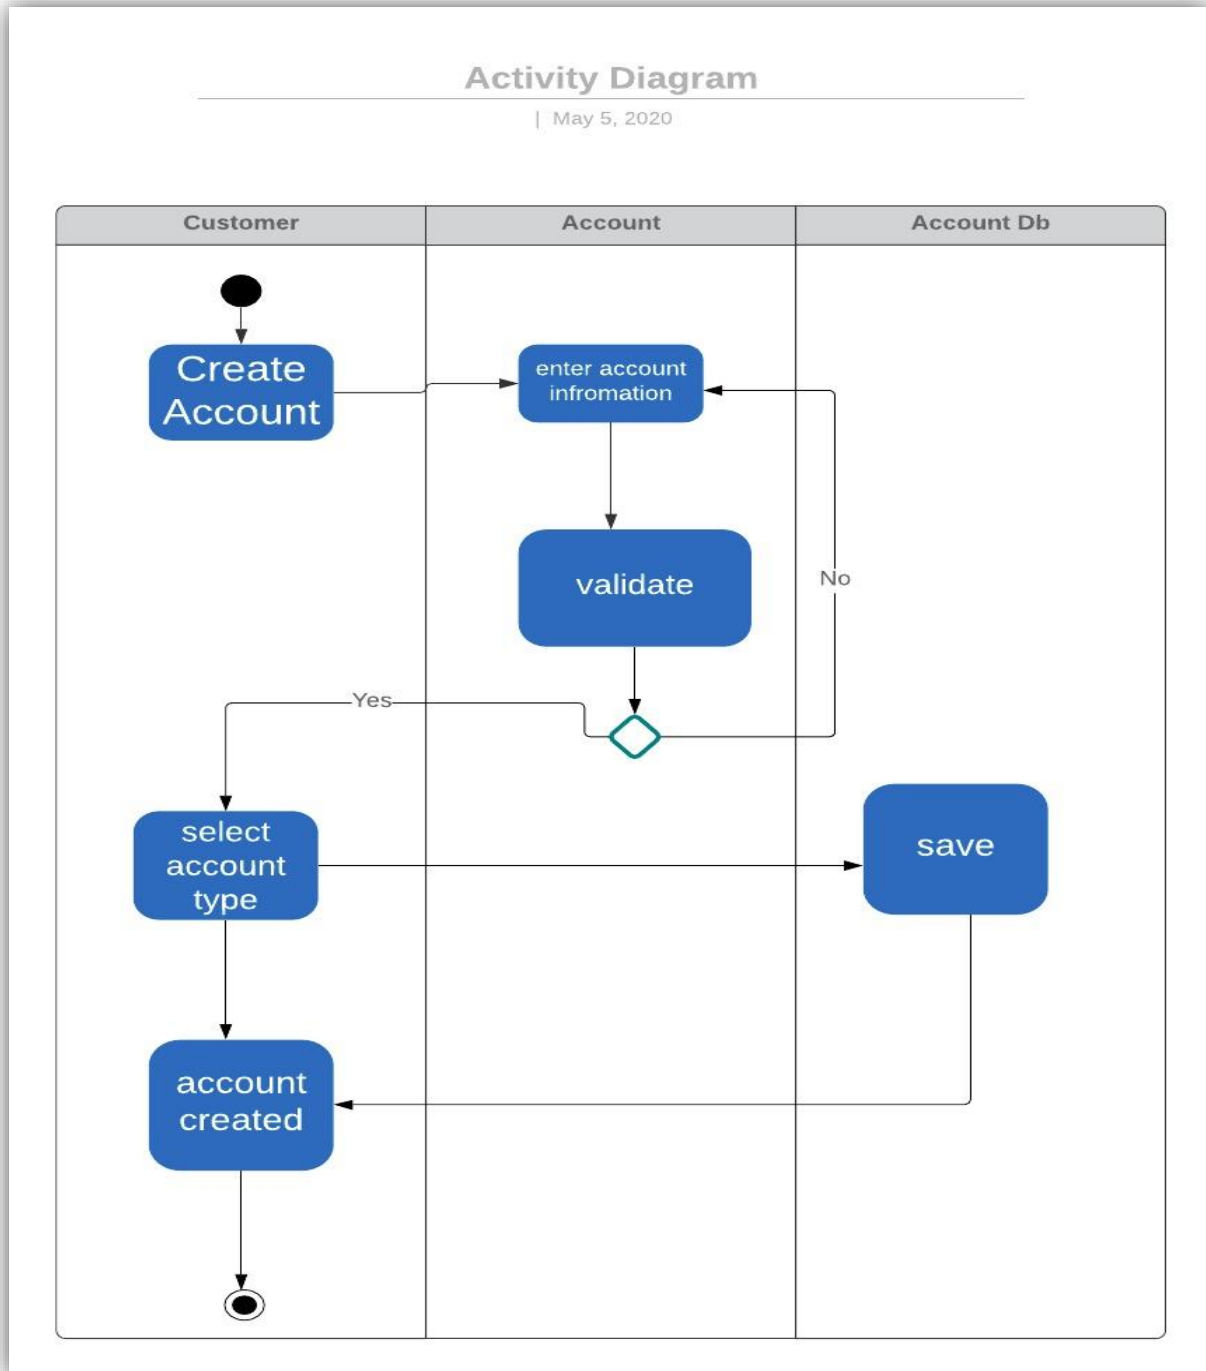 Activity Diagram
| May 5, 2020
Customer
Account
Account Db
Create
Account
enter account
infromation
validate
No
Yes
select
account
type
save
account
created